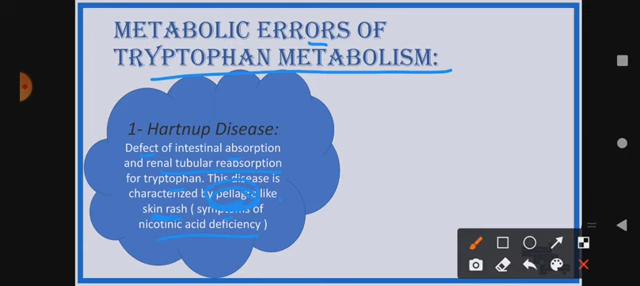 METABOLIC ERRORS OF
TRYPTOPHAN METABOLISM:
1- Hartnup Disease:
Defect of intestinal absorption
and renal tubular reabsorption
for tryptophan. This disease is
characterized by pellagra like
skin rash ( symptoms of
nicotinic acid deficiency )